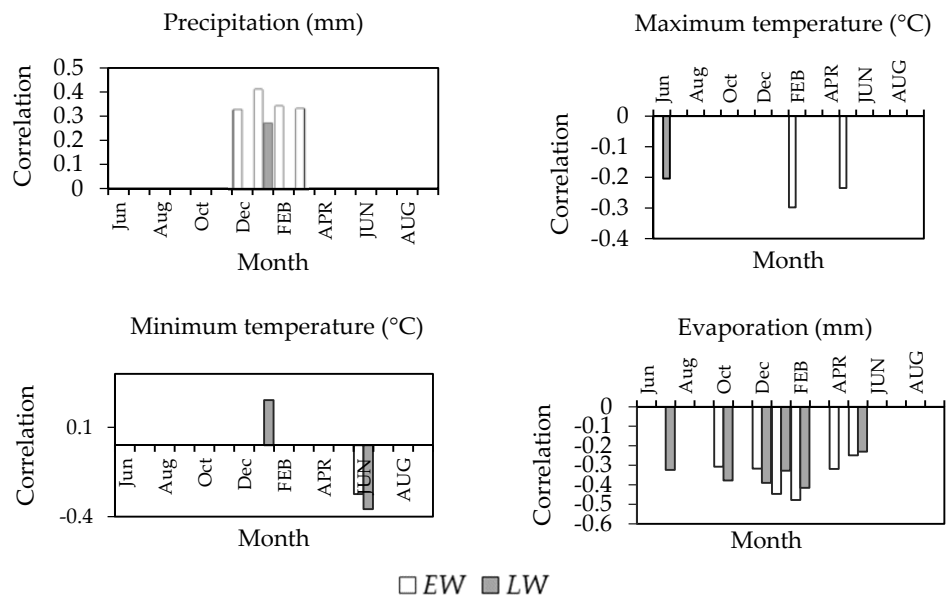 Precipitation (mm)
Correlation
0.5
0.4
0.3
0.2
0.1
0
Jun
Aug
Oct
Dec
FEB
APR
JUN
AUG
Month
Maximum temperature (°C)
Jun
Aug
Oct
Dec
FEB
APR
JUN
AUG
Correlation
0
-0.1
-0.2
-0.3
-0.4
Month
Minimum temperature (°C)
Correlation
0.1
-0.4
Jun
Aug
Oct
Dec
FEB
APR
JUN
AUG
Month
Evaporation (mm)
Jun
Aug
Oct
Dec
FEB
APR
JUN
AUG
Correlation
0
-0.1
-0.2
-0.3
-0.4
-0.5
-0.6
Month
EW LW